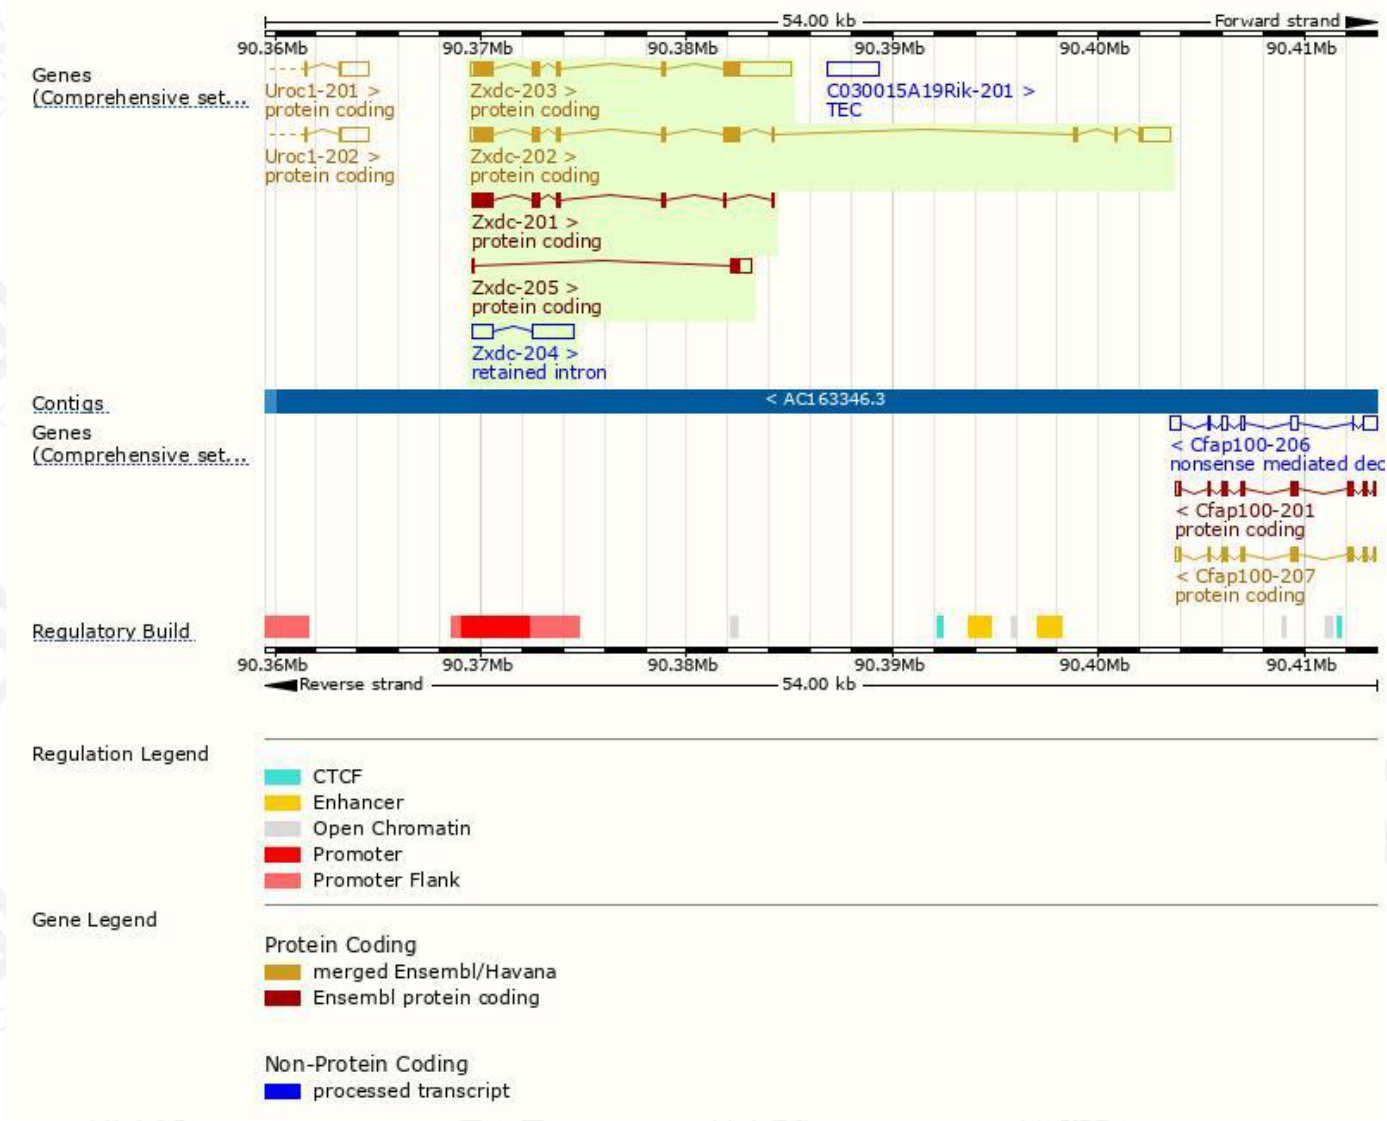 54.00 kb Forward strand
90.36Mb 90.37Mb 90.38Mb 90.39Mb 90.40Mb 90.41Mb
Genes
(Comprehensive set...
Uroc1-201 >
protein coding
Zxdc-203 >
protein coding
C030015A19Rik-201 >
TEC
Uroc1-202 >
protein coding
Zxdc-202 >
protein coding
Zxdc-201 >
protein coding
Zxdc-205 >
protein coding
Zxdc-204 >
retained intron
Contigs
< AC163346.3
Genes
(Comprehensive set...
< Cfap100-206
nonsense mediated dec
< Cfap100-201
protein coding
< Cfap100-207
protein coding
Regulatory Build
90.36Mb 90.37Mb 90.38Mb 90.39Mb 90.40Mb 90.41Mb
Reverse strand 54.00 kb
Regulation Legend
CTCF
Enhancer
Open Chromatin
Promoter
Promoter Flank
Gene Legend
Protein Coding
merged Ensembl/Havana
Ensembl protein coding
Non-Protein Coding
processed transcript